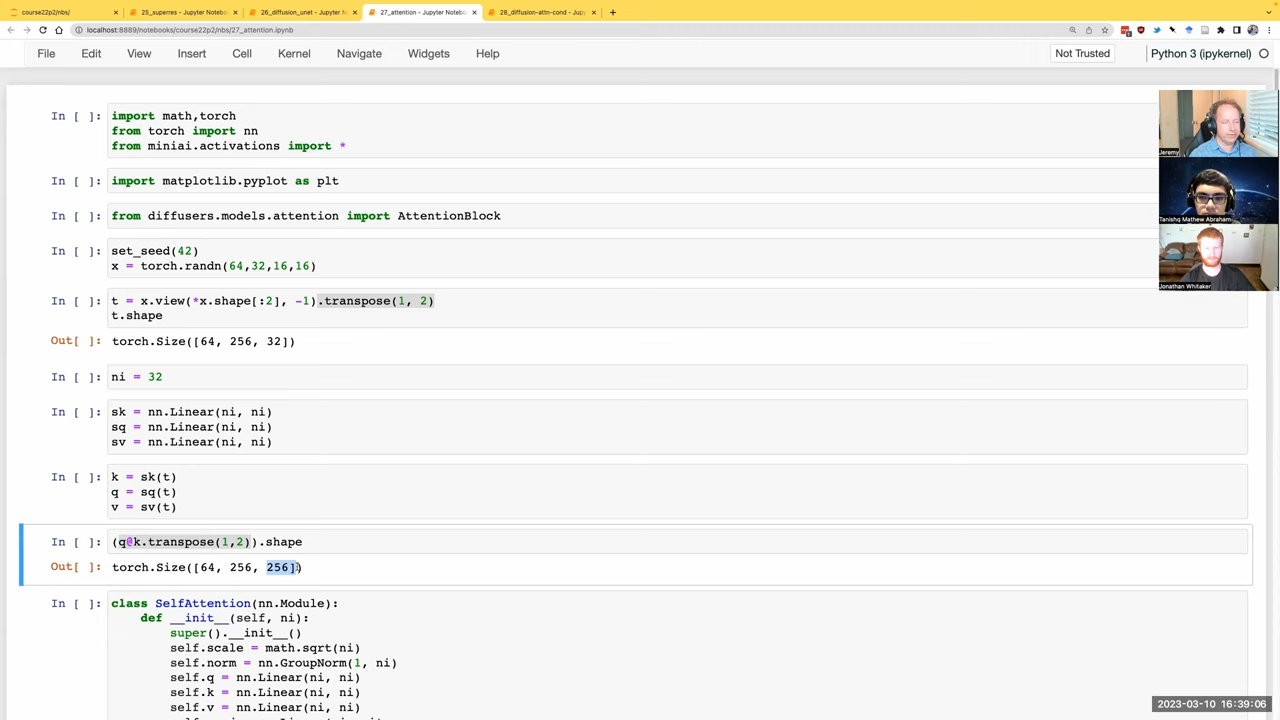 course22p2/nbs/
25_superres - Jupyter Notebook
26_diffusion_unet - Jupyter N
27_attention - Jupyter Noteboo
28_diffusion-attn-cond - Jupy
localhost:8889/notebooks/course22p2/nbs/27_attention.ipynb
File Edit View Insert Cell Kernel Navigate Widgets Help
Not Trusted
Python 3 (ipykernel)
In [ ]: import math,torch
from torch import nn
from miniai.activations import *
In [ ]: import matplotlib.pyplot as plt
In [ ]: from diffusers.models.attention import AttentionBlock
In [ ]: set_seed(42)
x = torch.randn(64,32,16,16)
In [ ]: t = x.view(*x.shape[:2], -1).transpose(1, 2)
t.shape
Out[ ]: torch.Size([64, 256, 32])
In [ ]: ni = 32
In [ ]: sk = nn.Linear(ni, ni)
sq = nn.Linear(ni, ni)
sv = nn.Linear(ni, ni)
In [ ]: k = sk(t)
q = sq(t)
v = sv(t)
In [ ]: (q@k.transpose(1,2)).shape
Out[ ]: torch.Size([64, 256, 256])
In [ ]: class SelfAttention(nn.Module):
def __init__(self, ni):
super().__init__()
self.scale = math.sqrt(ni)
self.norm = nn.GroupNorm(1, ni)
self.q = nn.Linear(ni, ni)
self.k = nn.Linear(ni, ni)
self.v = nn.Linear(ni, ni)
Jeremy
Tanishq Mathew Abraham
Jonathan Whitaker
2023-03-10 16:39:06